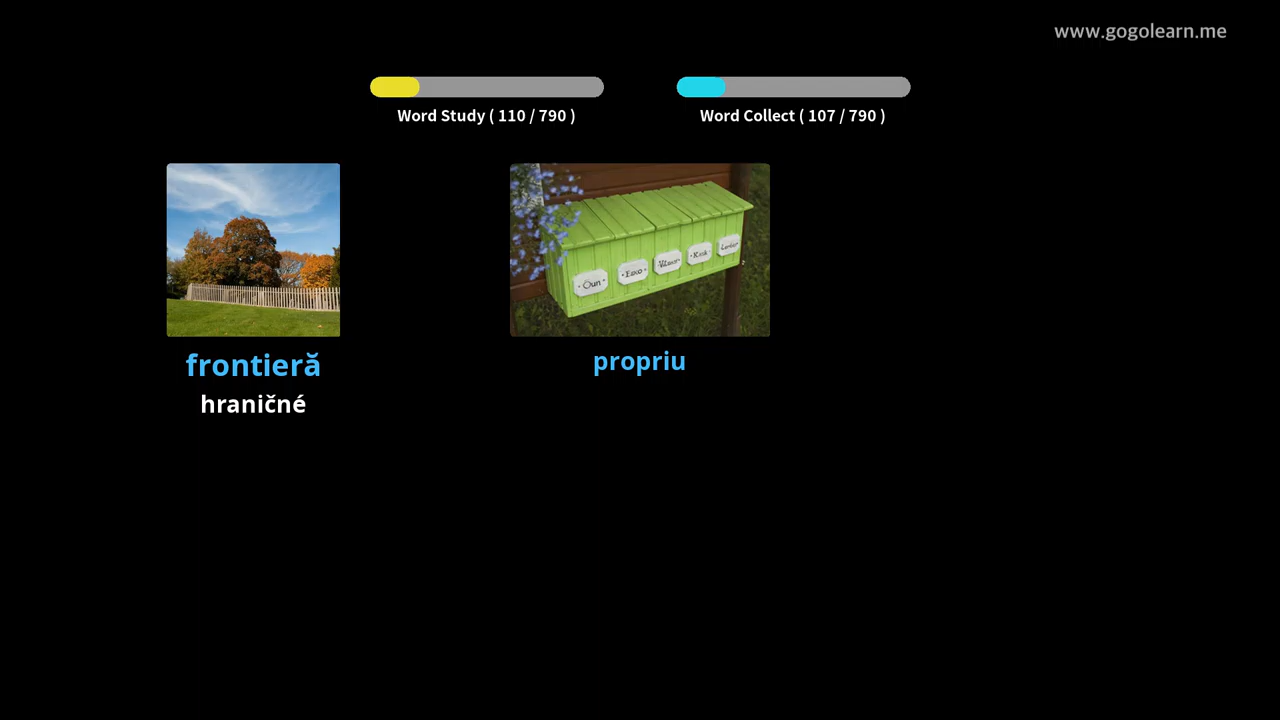 www.gogolearn.me
Word Study ( 110 / 790 )
Word Collect ( 107 / 790 )
frontieră
hraničné
propriu